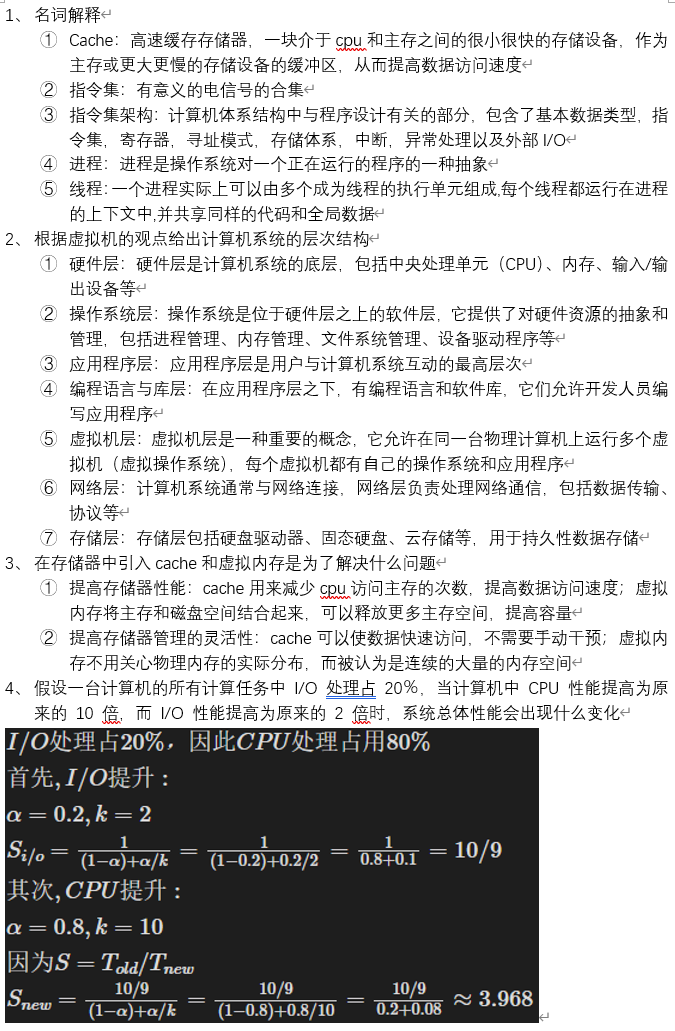 1、 名词解释
① Cache：高速缓存存储器，一块介于 cpu 和主存之间的很小很快的存储设备，作为
主存或更大更慢的存储设备的缓冲区，从而提高数据访问速度
② 指令集：有意义的电信号的合集
③ 指令集架构：计算机体系结构中与程序设计有关的部分，包含了基本数据类型，指
令集，寄存器，寻址模式，存储体系，中断，异常处理以及外部 I/O
④ 进程：进程是操作系统对一个正在运行的程序的一种抽象
⑤ 线程:一个进程实际上可以由多个成为线程的执行单元组成,每个线程都运行在进程
的上下文中,并共享同样的代码和全局数据
2、 根据虚拟机的观点给出计算机系统的层次结构
① 硬件层：硬件层是计算机系统的底层，包括中央处理单元（CPU）、内存、输入/输
出设备等
② 操作系统层：操作系统是位于硬件层之上的软件层，它提供了对硬件资源的抽象和
管理，包括进程管理、内存管理、文件系统管理、设备驱动程序等
③ 应用程序层：应用程序层是用户与计算机系统互动的最高层次
④ 编程语言与库层：在应用程序层之下，有编程语言和软件库，它们允许开发人员编
写应用程序
⑤ 虚拟机层：虚拟机层是一种重要的概念，它允许在同一台物理计算机上运行多个虚
拟机（虚拟操作系统），每个虚拟机都有自己的操作系统和应用程序
⑥ 网络层：计算机系统通常与网络连接，网络层负责处理网络通信，包括数据传输、
协议等
⑦ 存储层：存储层包括硬盘驱动器、固态硬盘、云存储等，用于持久性数据存储
3、 在存储器中引入 cache 和虚拟内存是为了解决什么问题
① 提高存储器性能：cache 用来减少 cpu 访问主存的次数，提高数据访问速度；虚拟
内存将主存和磁盘空间结合起来，可以释放更多主存空间，提高容量
② 提高存储器管理的灵活性：cache 可以使数据快速访问，不需要手动干预；虚拟内
存不用关心物理内存的实际分布，而被认为是连续的大量的内存空间
4、 假设一台计算机的所有计算任务中 I/O 处理占 20%，当计算机中 CPU 性能提高为原
来的 10 倍，而 I/O 性能提高为原来的 2 倍时，系统总体性能会出现什么变化
I/O处理占20%，因此CPU处理占用80%
首先,I/O提升：
α = 0.2, k = 2
S_{i/o} = \frac{1}{(1−α)+α/k} = \frac{1}{(1−0.2)+0.2/2} = \frac{1}{0.8+0.1} = 10/9
其次,CPU提升：
α = 0.8, k = 10
因为S = T_{old}/T_{new}
S_{new} = \frac{10/9}{(1−α)+α/k} = \frac{10/9}{(1−0.8)+0.8/10} = \frac{10/9}{0.2+0.08} ≈ 3.968